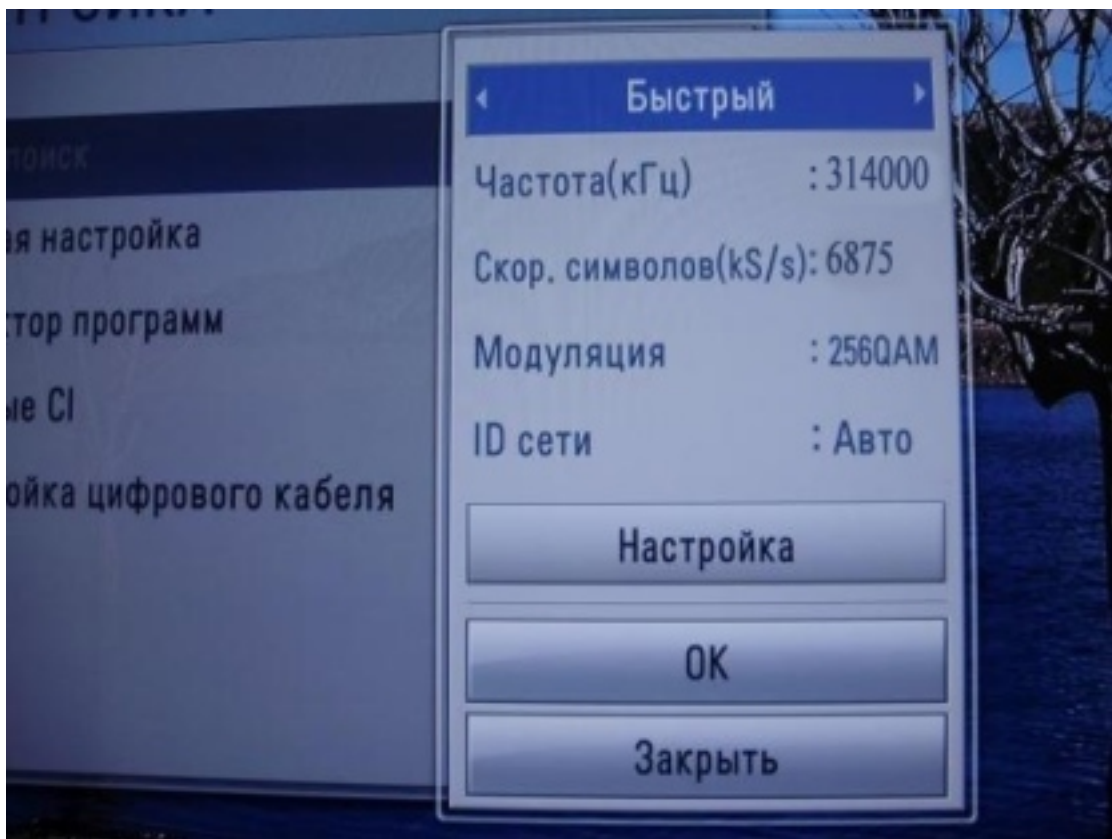 поиск
ая настройка
тор программ
ые CI
ойка цифрового кабеля
Быстрый
Частота(кГц) : 314000
Скор. символов(kS/s): 6875
Модуляция : 256QAM
ID сети : Авто
Настройка
ОК
Закрыть